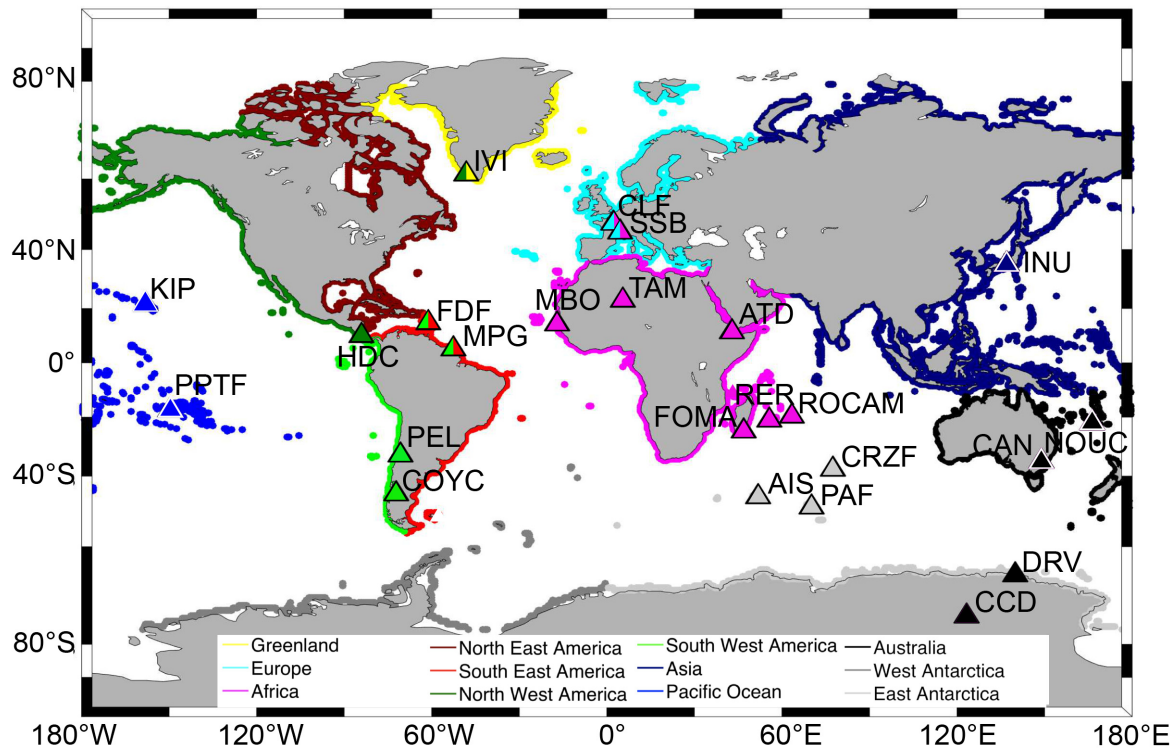 80°N
40°N
0°
40°S
80°S
IVI
CLF
SSB
INU
KIP
MBO
TAM
FDF
ATD
MPG
HDC
PPTF
RER
ROCAM
FOMA
PEL
CAN
NOUC
CRZF
COYC
AIS
PAF
DRV
CCD
Greenland
North East America
South West America
Australia
Europe
South East America
Asia
West Antarctica
Africa
North West America
Pacific Ocean
East Antarctica
180°W
120°W
60°W
0°
60°E
120°E
180°E